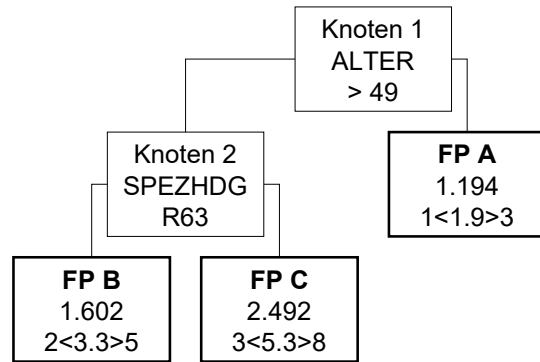 Knoten 1
ALTER
> 49
Knoten 2
SPEZHDG
R63
FP A
1.194
1<1.9>3
FP B
1.602
2<3.3>5
FP C
2.492
3<5.3>8